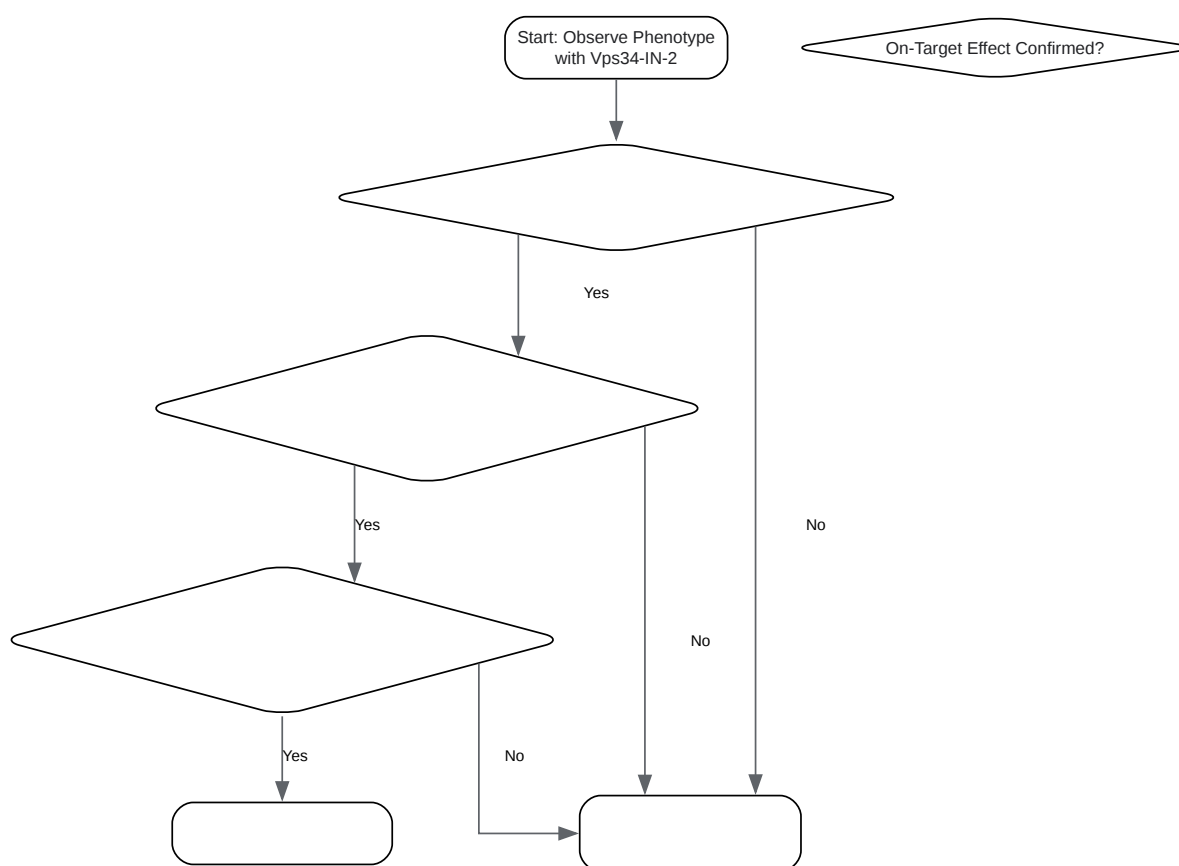 Start: Observe Phenotype
with Vps34-IN-2
On-Target Effect Confirmed?
Yes
Yes
No
No
Yes
No